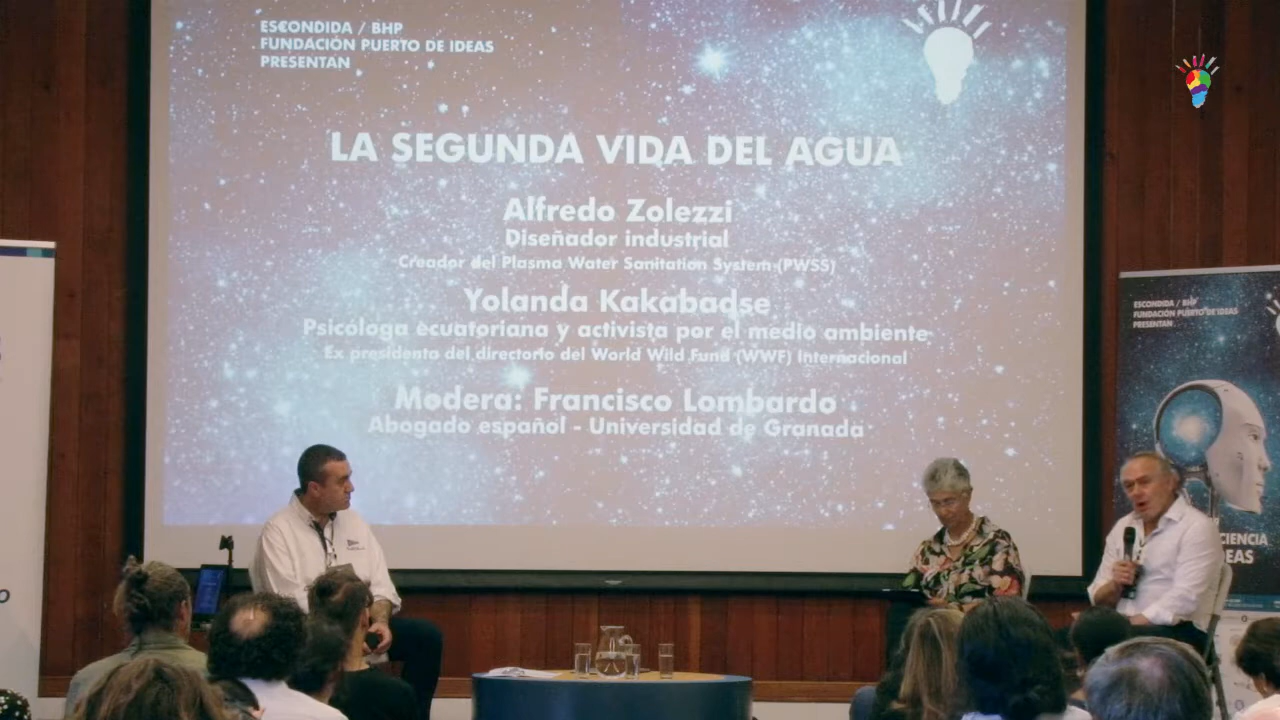 ESCONDIDA / BHP
FUNDACIÓN PUERTO DE IDEAS
PRESENTAN
LA SEGUNDA VIDA DEL AGUA
Alfredo Zolezzi
Diseñador industrial
Creador del Plasma Water Sanitation System (PWSS)
Yolanda Kakabadse
Psicóloga ecuatoriana y activista por el medio ambiente
Ex presidenta del directorio del World Wild Fund (WWF) Internacional
Modera: Francisco Lombardo
Abogado español - Universidad de Granada
ESCONDIDA / BHP
FUNDACIÓN PUERTO DE IDEAS
PRESENTAN
CIENCIA
EAS